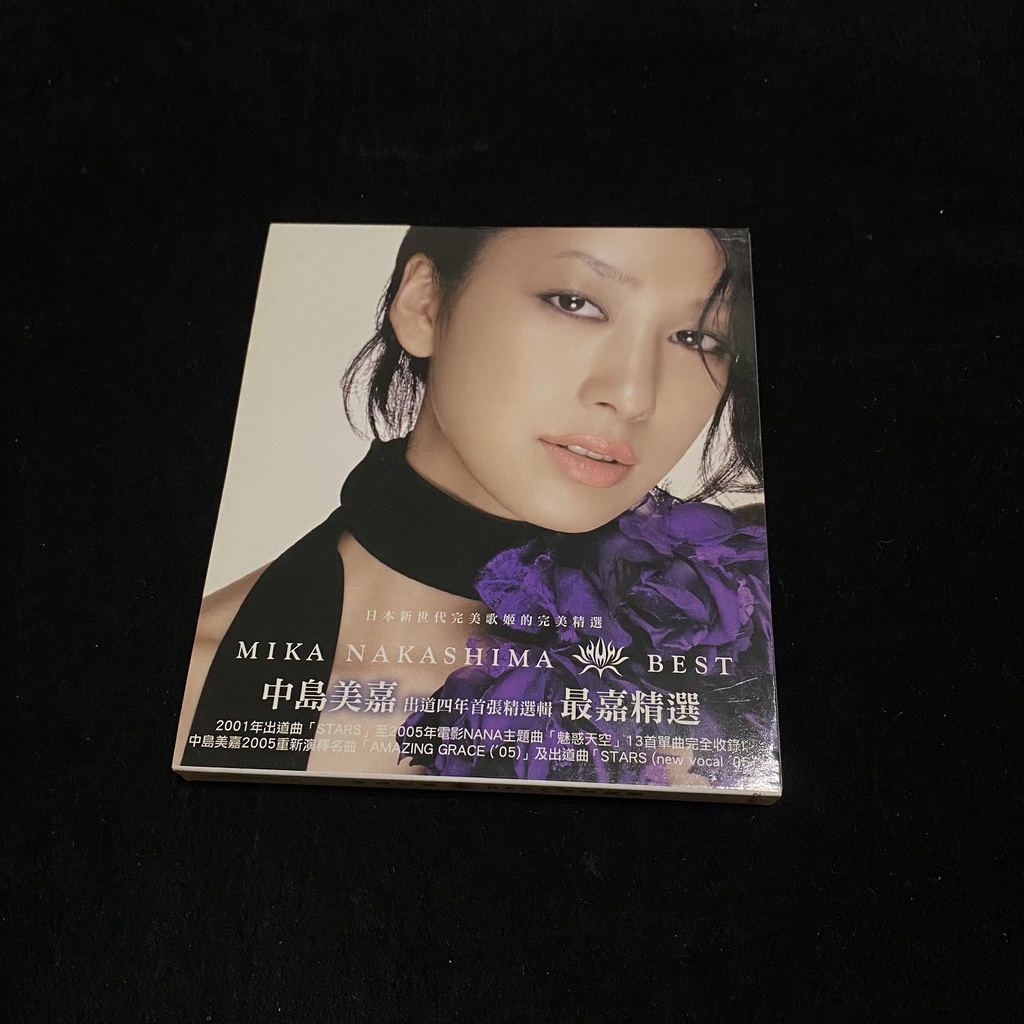 日本新世代完美歌姬的完美精選
MIKA NAKASHIMA BEST
中島美嘉 出道四年首張精選輯 最嘉精選
2001年出道曲「STARS」至2005年電影NANA主題曲「魅惑天空」13首單曲完全收錄!
中島美嘉2005重新演繹名曲「AMAZING GRACE (´05)」及出道曲「STARS (new vocal ´05